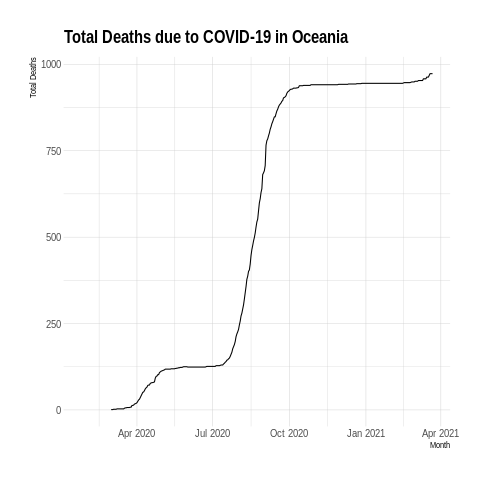 Total Deaths due to COVID-19 in Oceania
Total Deaths
1000
750
500
250
0
Apr 2020 Jul 2020 Oct 2020 Jan 2021 Apr 2021
Month